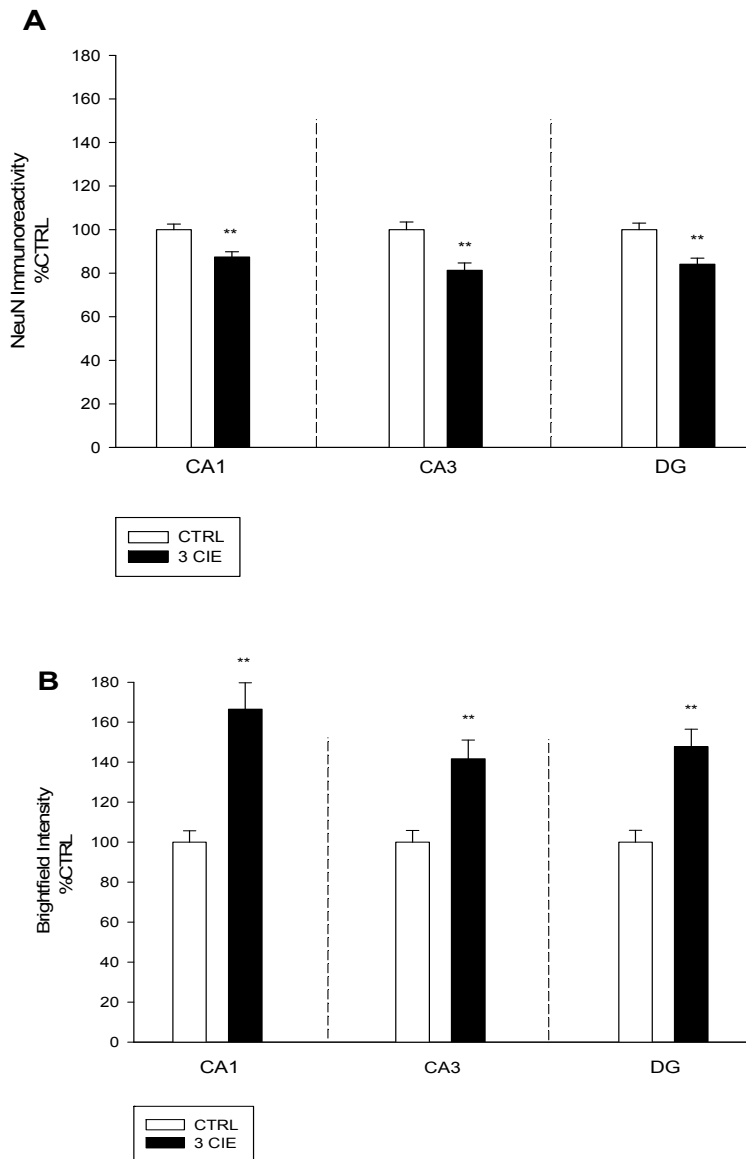 A
NeuN Immunoreactivity
%CTRL
180
160
140
120
100
80
60
40
20
0
**
**
**
CA1
CA3
DG
CTRL
3 CIE
B
Brightfield Intensity
%CTRL
180
160
140
120
100
80
60
40
20
0
**
**
**
CA1
CA3
DG
CTRL
3 CIE